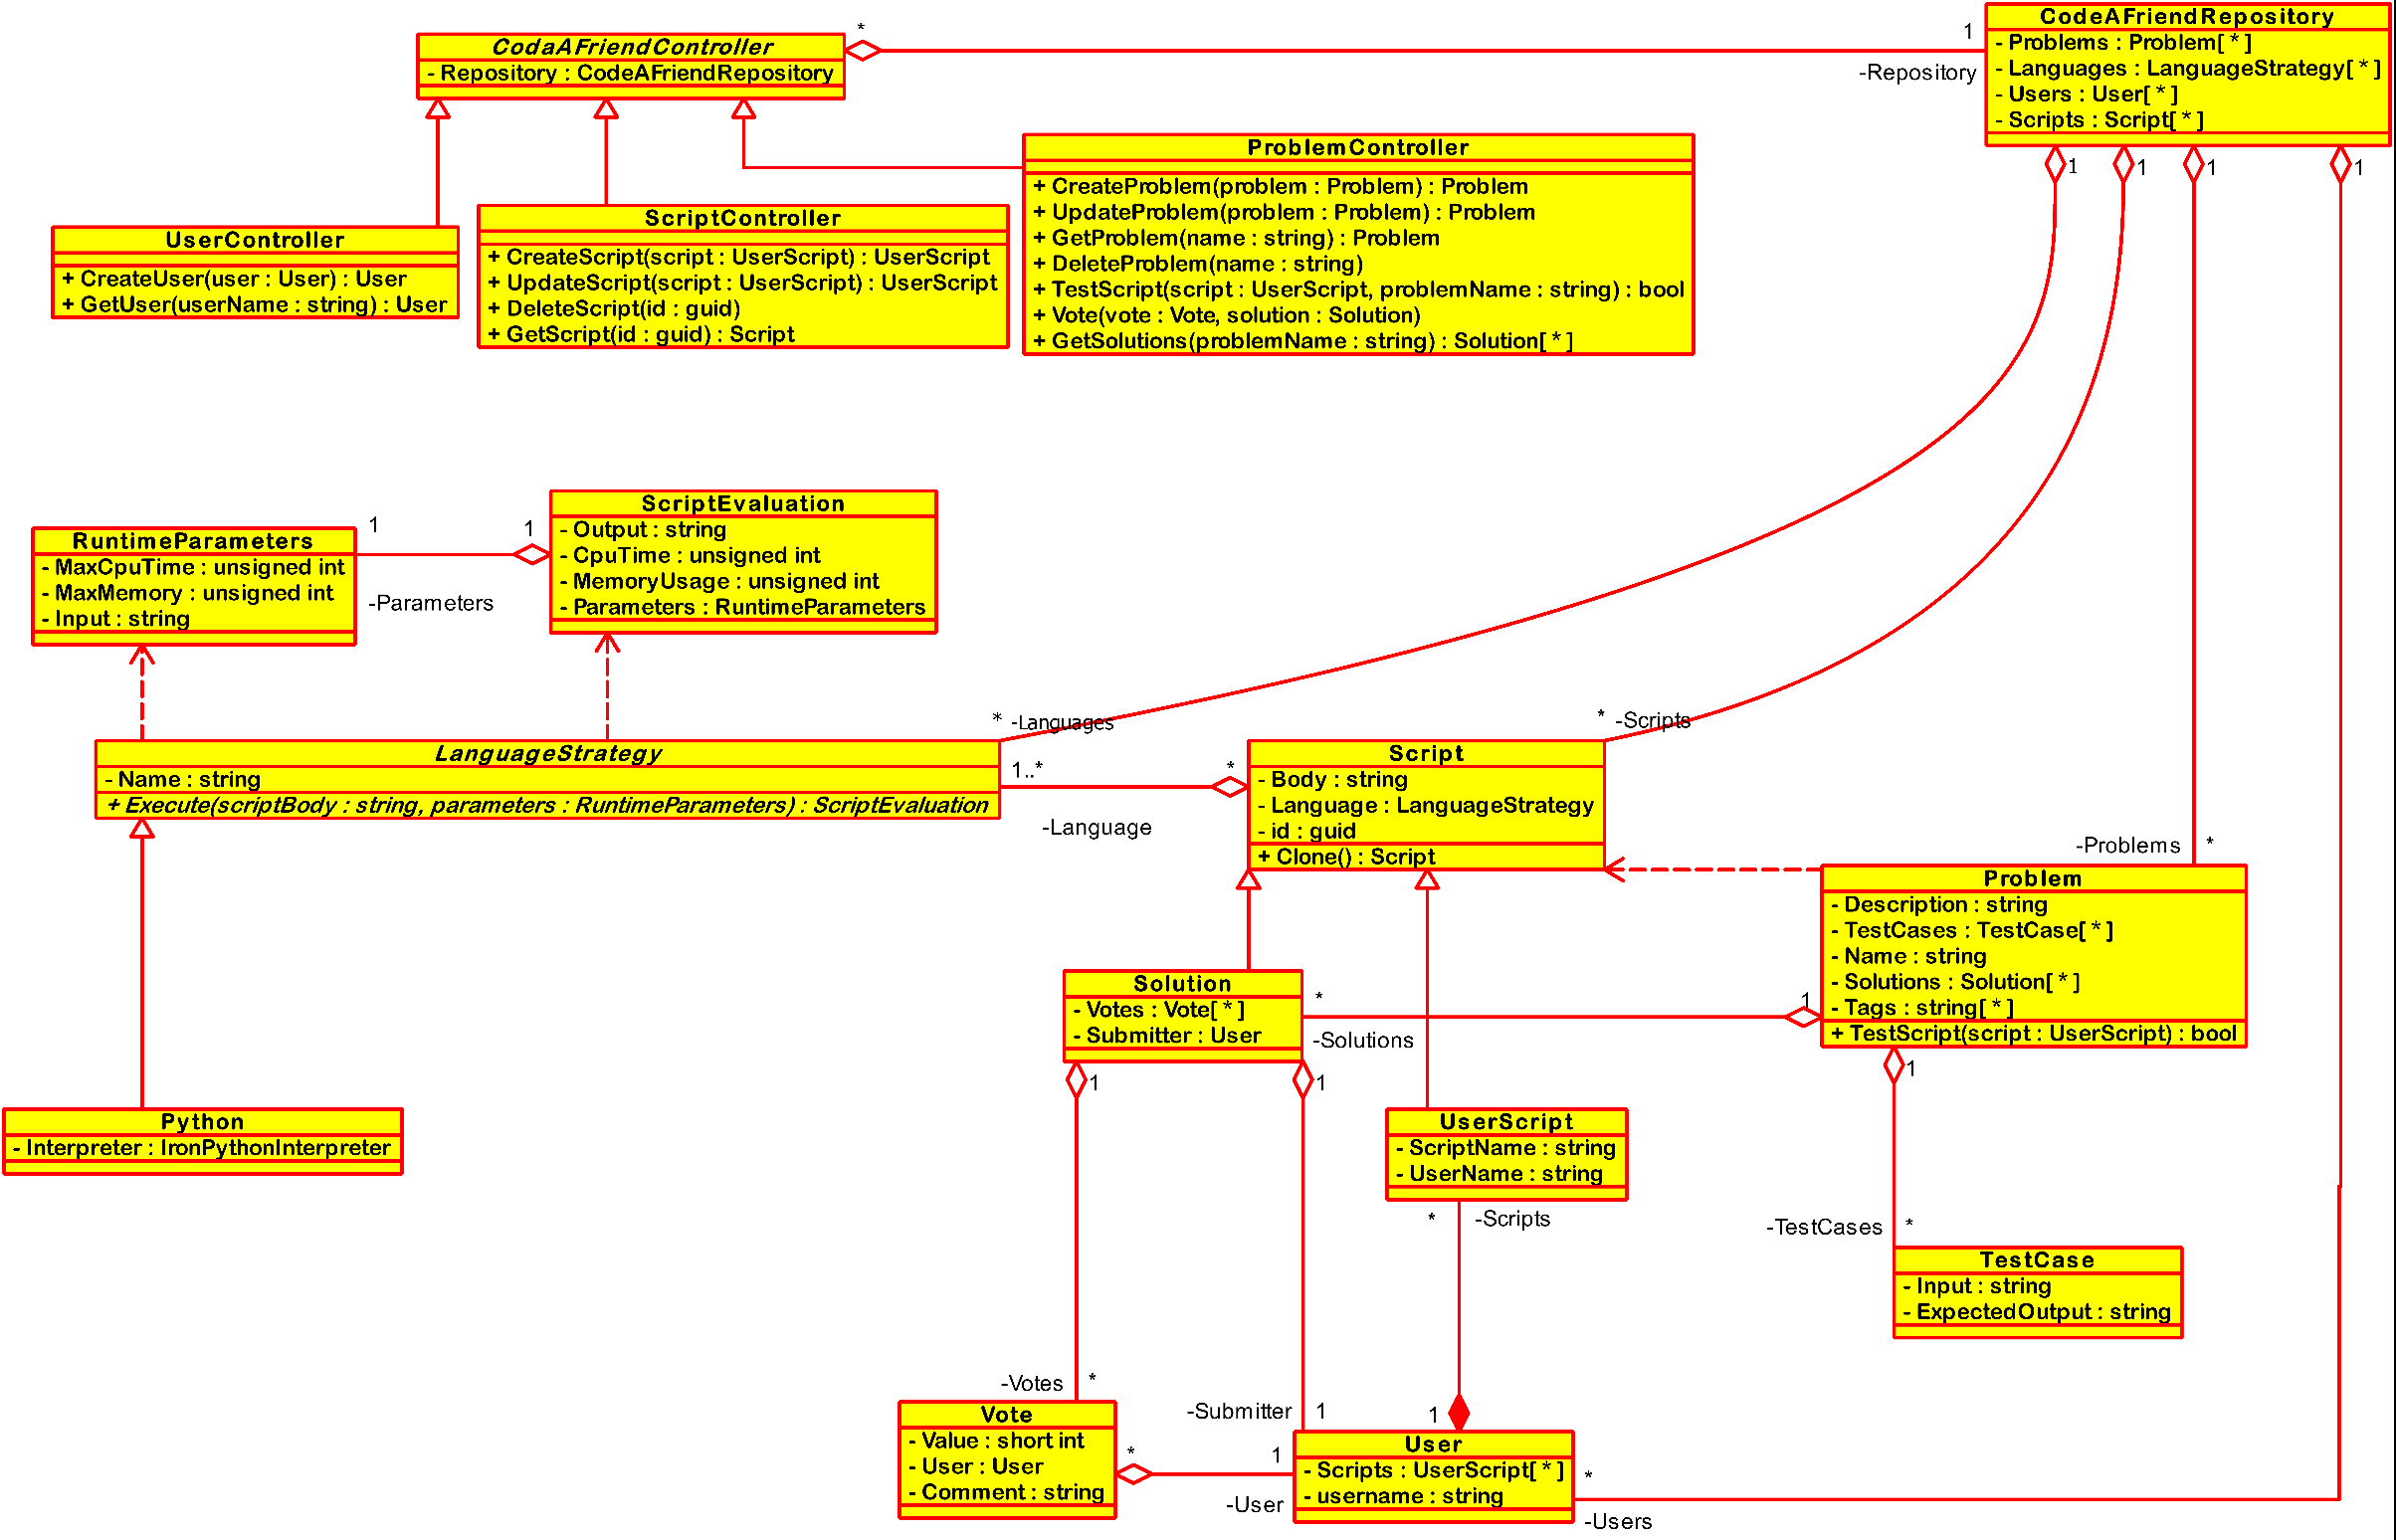 CodaAFriendController
- Repository : CodeAFriendRepository
*
1
-Repository
CodeAFriendRepository
- Problems : Problem[ * ]
- Languages : LanguageStrategy[ * ]
- Users : User[ * ]
- Scripts : Script[ * ]
1
1
1
1
UserController
+ CreateUser(user : User) : User
+ GetUser(userName : string) : User
ScriptController
+ CreateScript(script : UserScript) : UserScript
+ UpdateScript(script : UserScript) : UserScript
+ DeleteScript(id : guid)
+ GetScript(id : guid) : Script
ProblemController
+ CreateProblem(problem : Problem) : Problem
+ UpdateProblem(problem : Problem) : Problem
+ GetProblem(name : string) : Problem
+ DeleteProblem(name : string)
+ TestScript(script : UserScript, problemName : string) : bool
+ Vote(vote : Vote, solution : Solution)
+ GetSolutions(problemName : string) : Solution[ * ]
RuntimeParameters
- MaxCpuTime : unsigned int
- MaxMemory : unsigned int
- Input : string
1
1
-Parameters
ScriptEvaluation
- Output : string
- CpuTime : unsigned int
- MemoryUsage : unsigned int
- Parameters : RuntimeParameters
* -Languages
* -Scripts
LanguageStrategy
- Name : string
+ Execute(scriptBody : string, parameters : RuntimeParameters) : ScriptEvaluation
1..*
*
-Language
Script
- Body : string
- Language : LanguageStrategy
- id : guid
+ Clone() : Script
-Problems *
Problem
- Description : string
- TestCases : TestCase[ * ]
- Name : string
- Solutions : Solution[ * ]
- Tags : string[ * ]
+ TestScript(script : UserScript) : bool
Solution
- Votes : Vote[ * ]
- Submitter : User
*
1
-Solutions
1
1
1
Python
- Interpreter : IronPythonInterpreter
UserScript
- ScriptName : string
- UserName : string
* -Scripts
-TestCases *
TestCase
- Input : string
- ExpectedOutput : string
-Votes *
-Submitter 1
1
Vote
- Value : short int
- User : User
- Comment : string
*
1
-User
User
- Scripts : UserScript[ * ]
- username : string
*
-Users